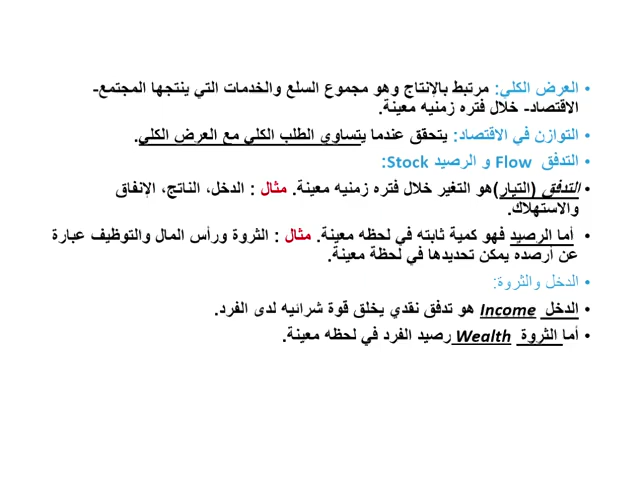 • العرض الكلي: مرتبط بالإنتاج وهو مجموع السلع والخدمات التي ينتجها المجتمع-
الاقتصاد- خلال فتره زمنيه معينة.
• التوازن في الاقتصاد: يتحقق عندما يتساوي الطلب الكلي مع العرض الكلي.
• التدفق Flow و الرصيد Stock:
• التدفق (التيار)هو التغير خلال فتره زمنيه معينة. مثال : الدخل، الناتج، الإنفاق
والاستهلاك.
• أما الرصيد فهو كمية ثابته في لحظه معينة. مثال : الثروة ورأس المال والتوظيف عبارة
عن أرصده يمكن تحديدها في لحظة معينة.
• الدخل والثروة:
• الدخل Income هو تدفق نقدي يخلق قوة شرائيه لدى الفرد.
• أما الثروة Wealth رصيد الفرد في لحظه معينة.